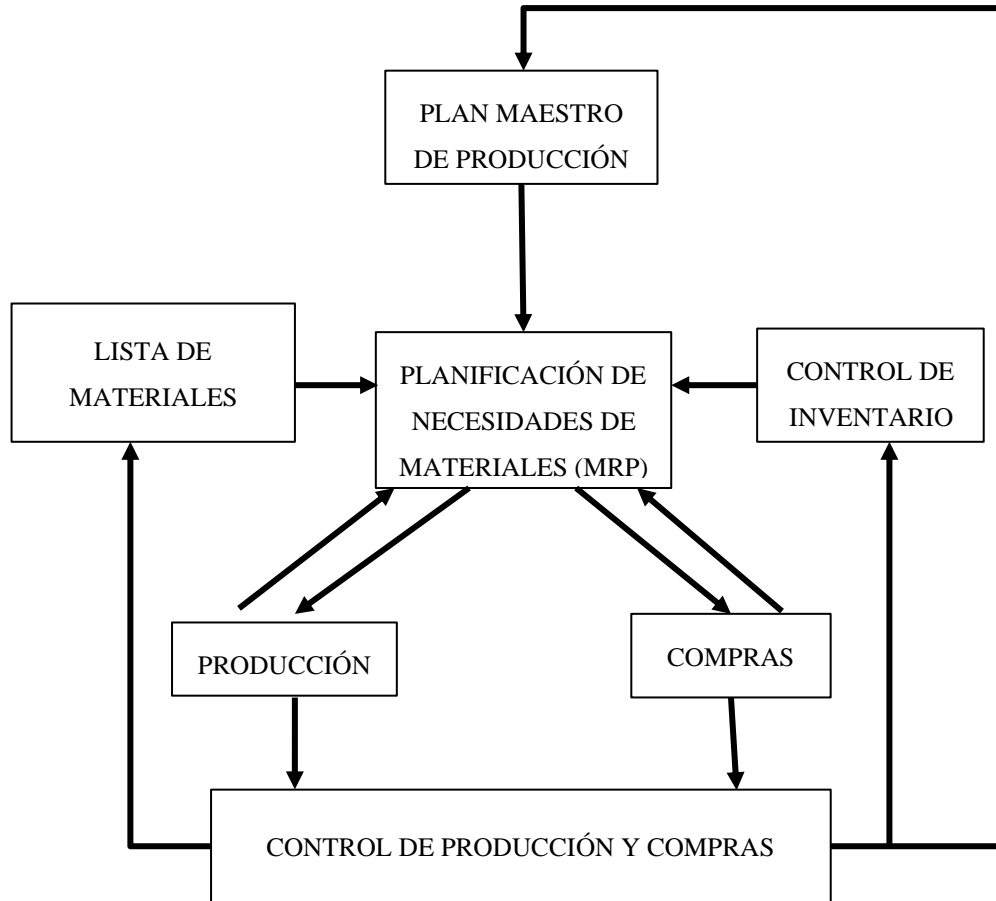 PLAN MAESTRO
DE PRODUCCIÓN
LISTA DE
MATERIALES
PLANIFICACIÓN DE
NECESIDADES DE
MATERIALES (MRP)
CONTROL DE
INVENTARIO
PRODUCCIÓN
COMPRAS
CONTROL DE PRODUCCIÓN Y COMPRAS